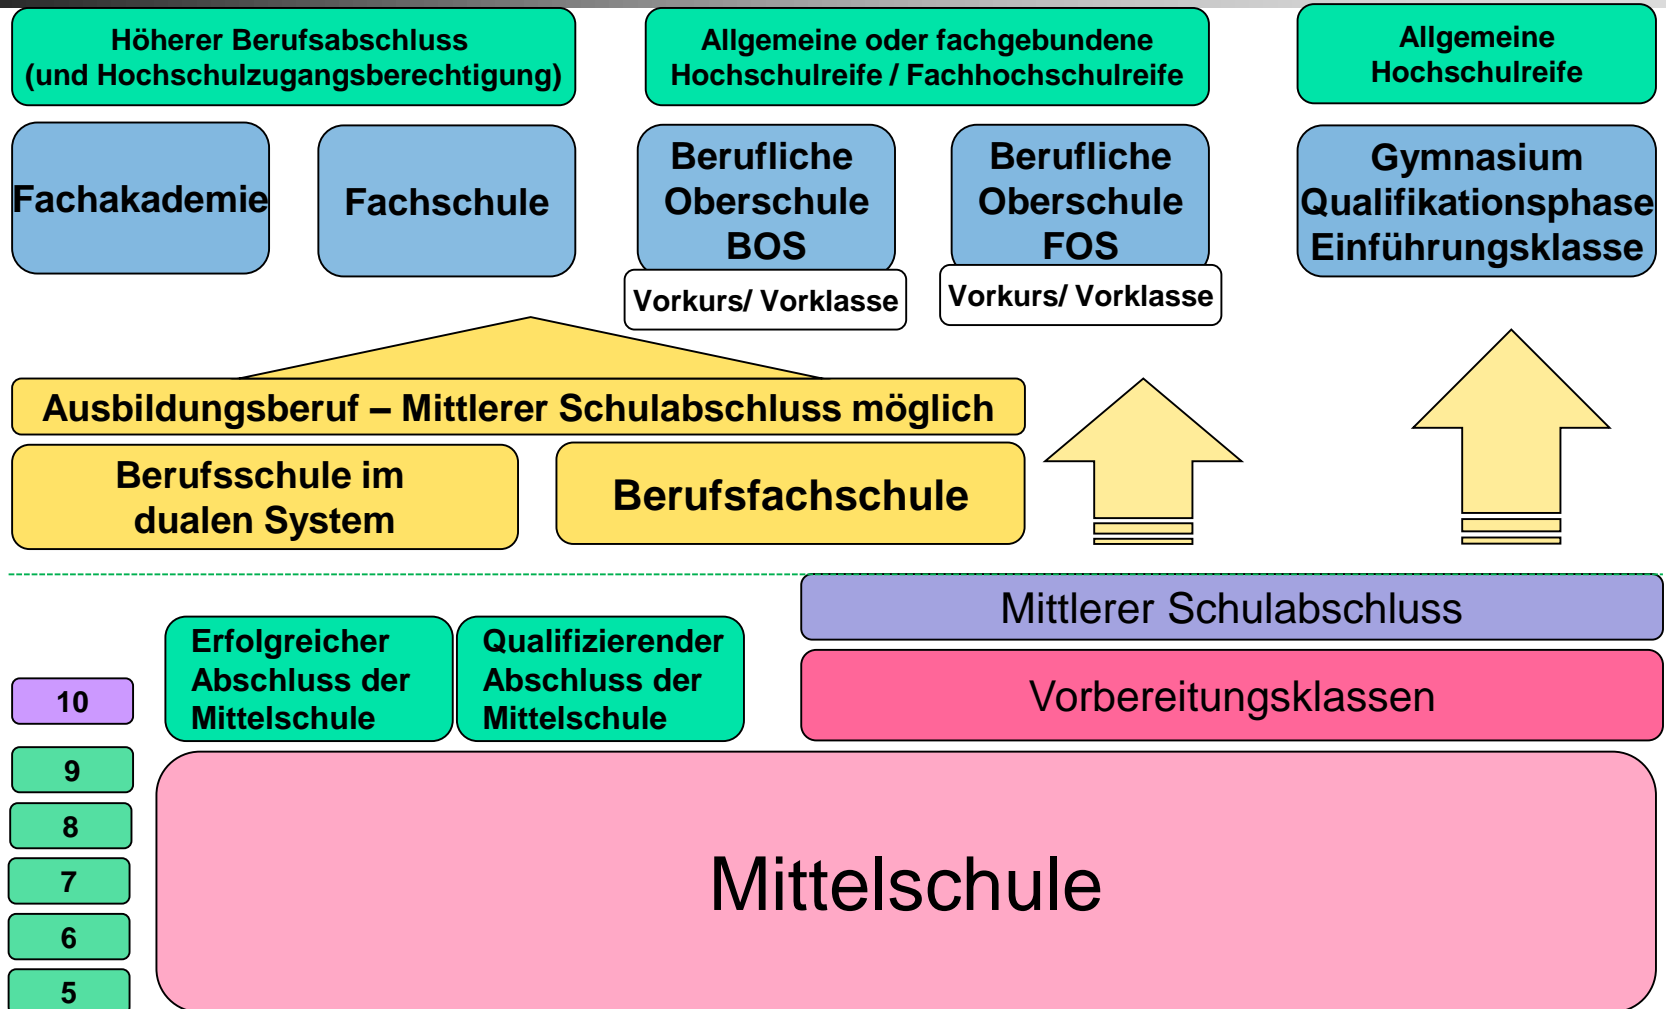 Höherer Berufsabschluss
(und Hochschulzugangsberechtigung)
Allgemeine oder fachgebundene
Hochschulreife / Fachhochschulreife
Allgemeine
Hochschulreife
Fachakademie
Fachschule
Berufliche
Oberschule
BOS
Vorkurs/ Vorklasse
Berufliche
Oberschule
FOS
Vorkurs/ Vorklasse
Gymnasium
Qualifikationsphase
Einführungsklasse
Ausbildungsberuf – Mittlerer Schulabschluss möglich
Berufsschule im
dualen System
Berufsfachschule
Mittlerer Schulabschluss
Erfolgreicher
Abschluss der
Mittelschule
Qualifizierender
Abschluss der
Mittelschule
Vorbereitungsklassen
10
9
8
7
6
5
Mittelschule